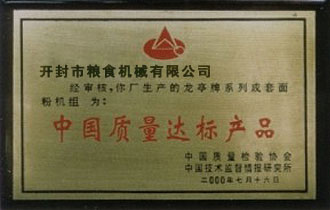 开封市粮食机械有限公司
经审核,你厂生产的龙亭牌系列成套面
粉机组 为:
中国质量达标产品
中国质量检验协会
中国技术监督情报研究所
二000年七月十六日